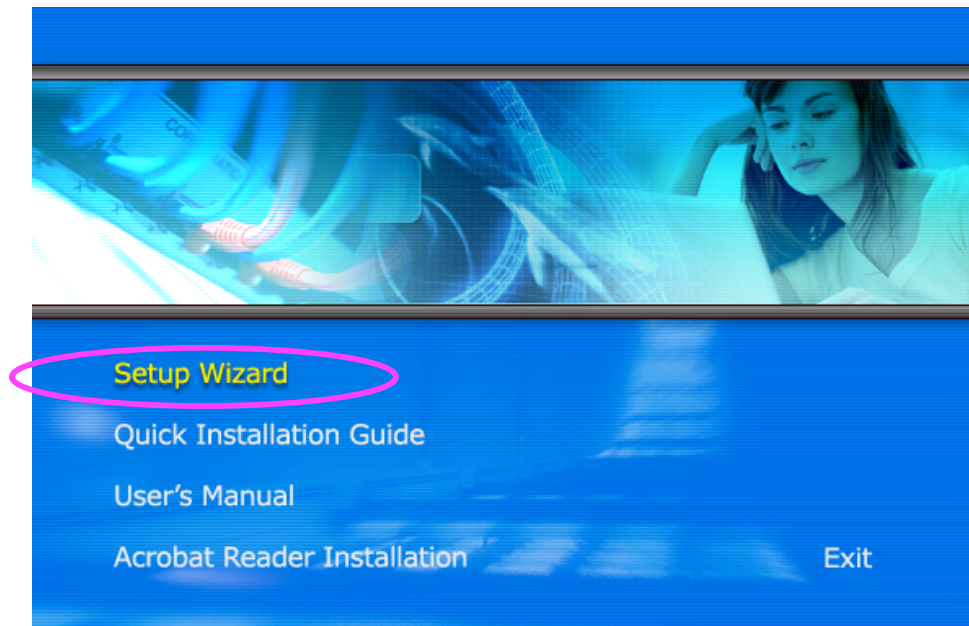 Setup Wizard
Quick Installation Guide
User's Manual
Acrobat Reader Installation
Exit